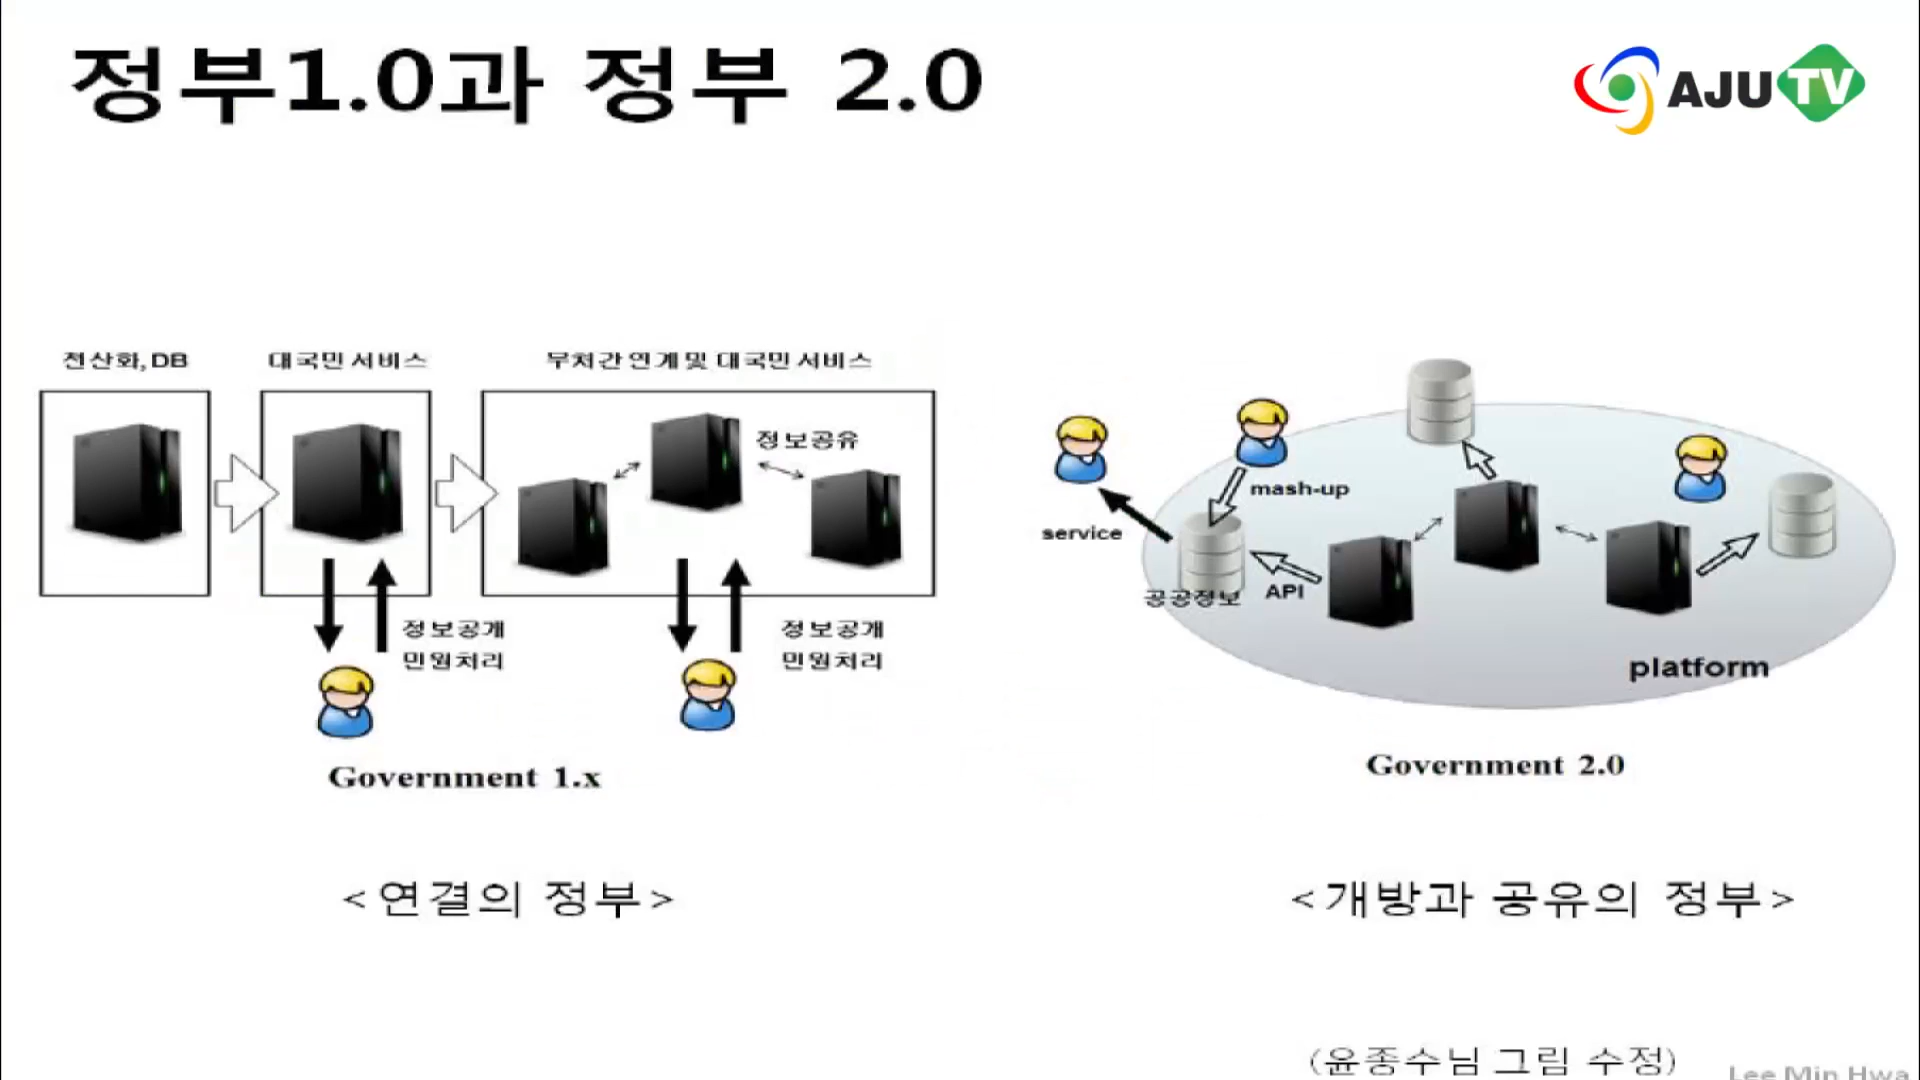 정부1.0과 정부 2.0
AJU TV
전산화, DB
대국민 서비스
부처간 연계 및 대국민 서비스
정보공유
정보공개
민원처리
정보공개
민원처리
Government 1.x
<연결의 정부>
mash-up
service
공공정보
API
platform
Government 2.0
<개방과 공유의 정부>
(윤종수님 그림 수정)
Lee Min Hwa